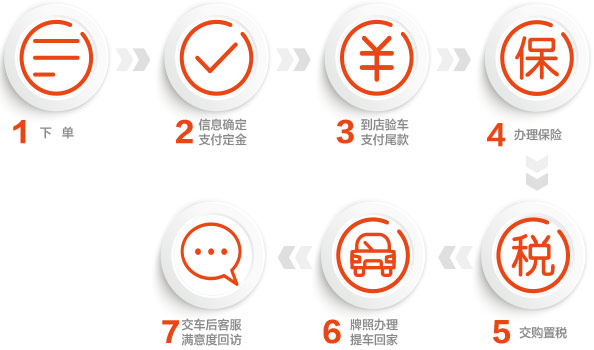 ¥
保
1 下 单
2 信息确定
支付定金
3 到店验车
支付尾款
4 办理保险
税
5 交购置税
6 牌照办理
提车回家
7 交车后客服
满意度回访